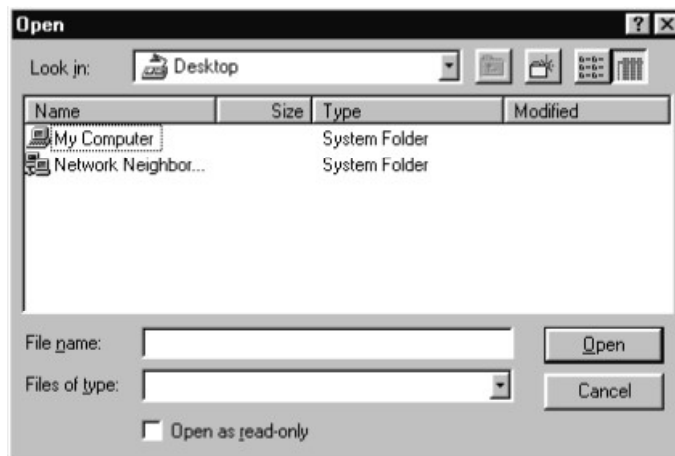 Open
Look in: Desktop
Name Size Type Modified
My Computer System Folder
Network Neighbor... System Folder
File name: Open
Files of type: Cancel
Open as read-only